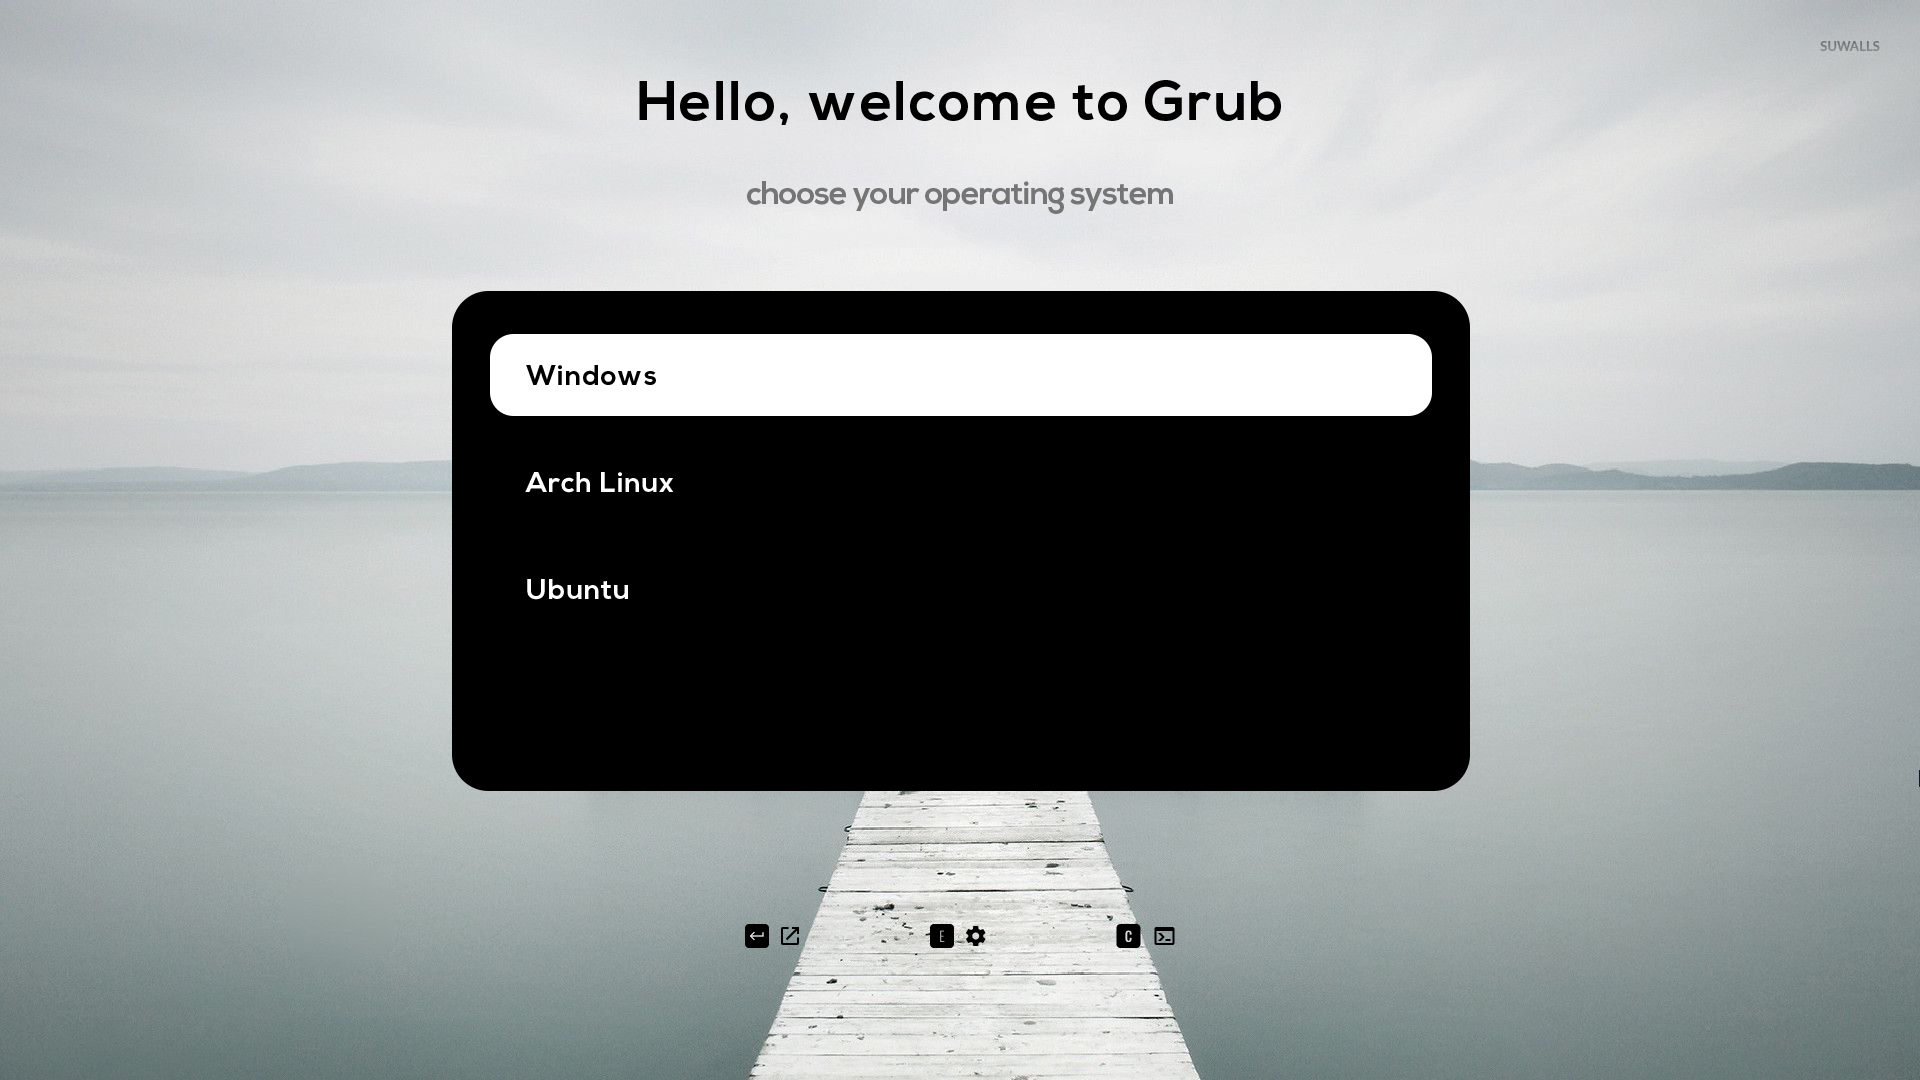 SUWALLS
Hello, welcome to Grub
choose your operating system
Windows
Arch Linux
Ubuntu
E
C